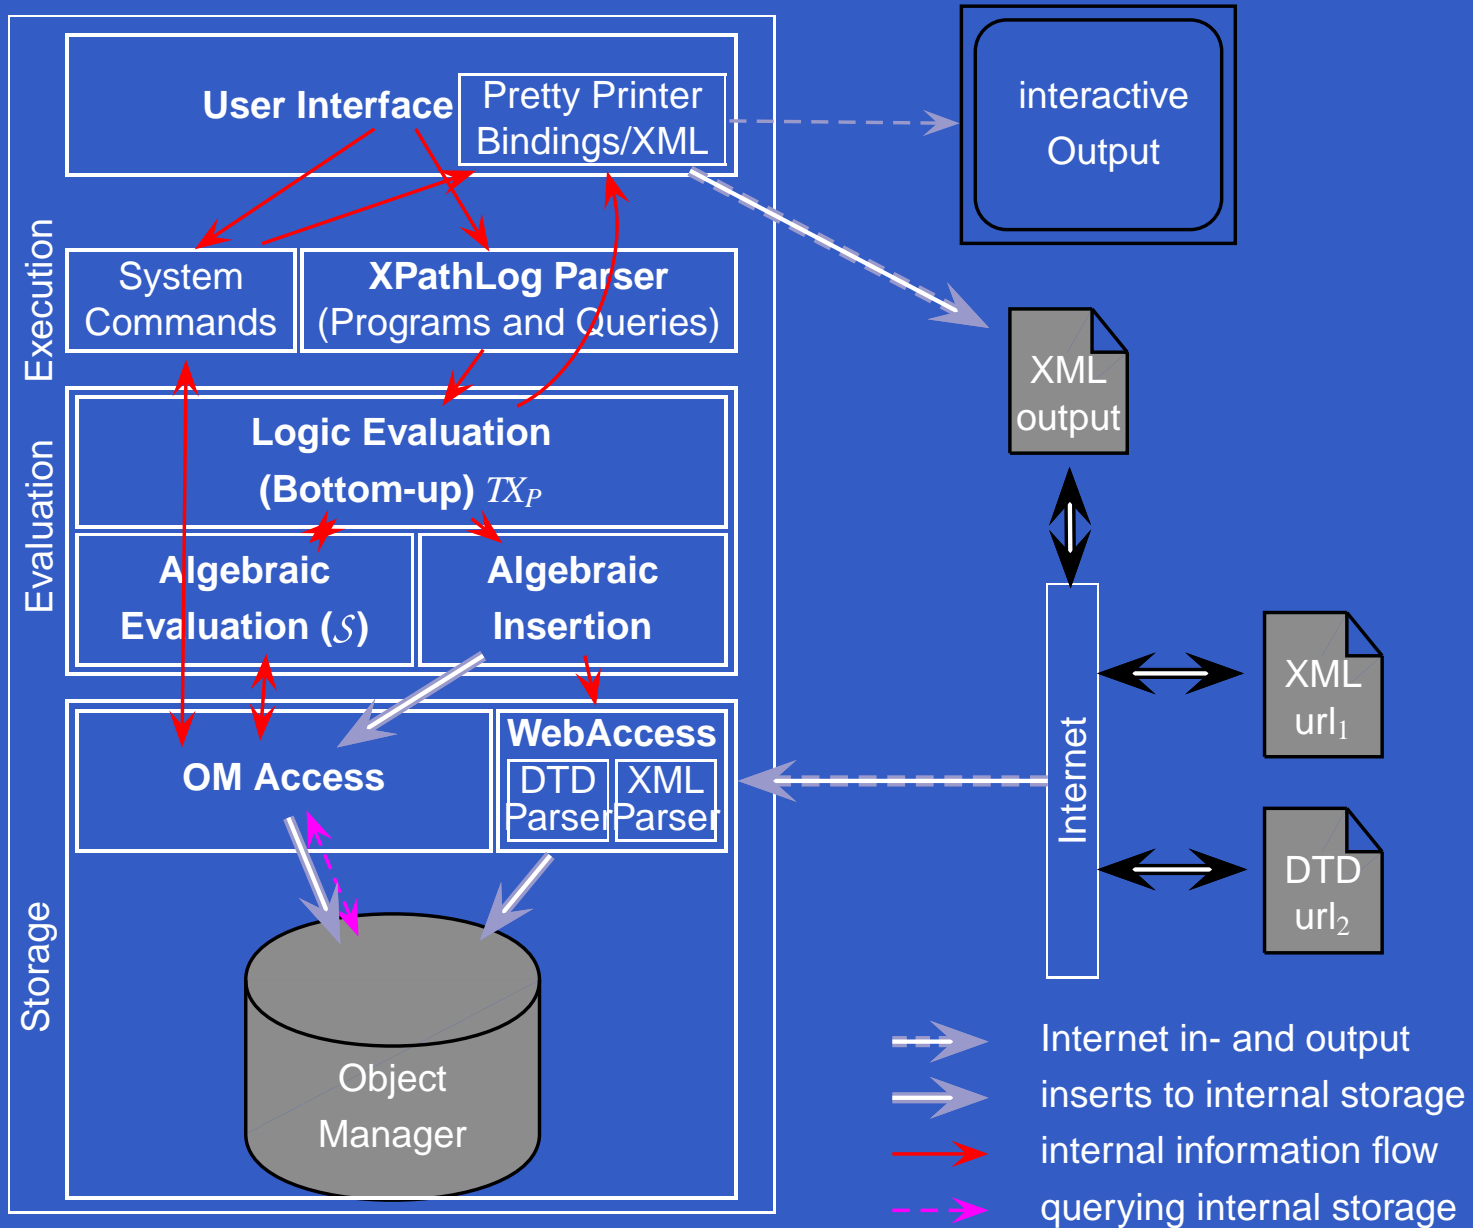 User Interface
Pretty Printer
Bindings/XML
interactive
Output
Execution
System
Commands
XPathLog Parser
(Programs and Queries)
XML
output
Evaluation
Logic Evaluation
(Bottom-up) TX_P
Algebraic
Evaluation (S)
Algebraic
Insertion
Storage
OM Access
WebAccess
DTD
Parser
XML
Parser
Object
Manager
Internet
XML
url₁
DTD
url₂
Internet in- and output
inserts to internal storage
internal information flow
querying internal storage